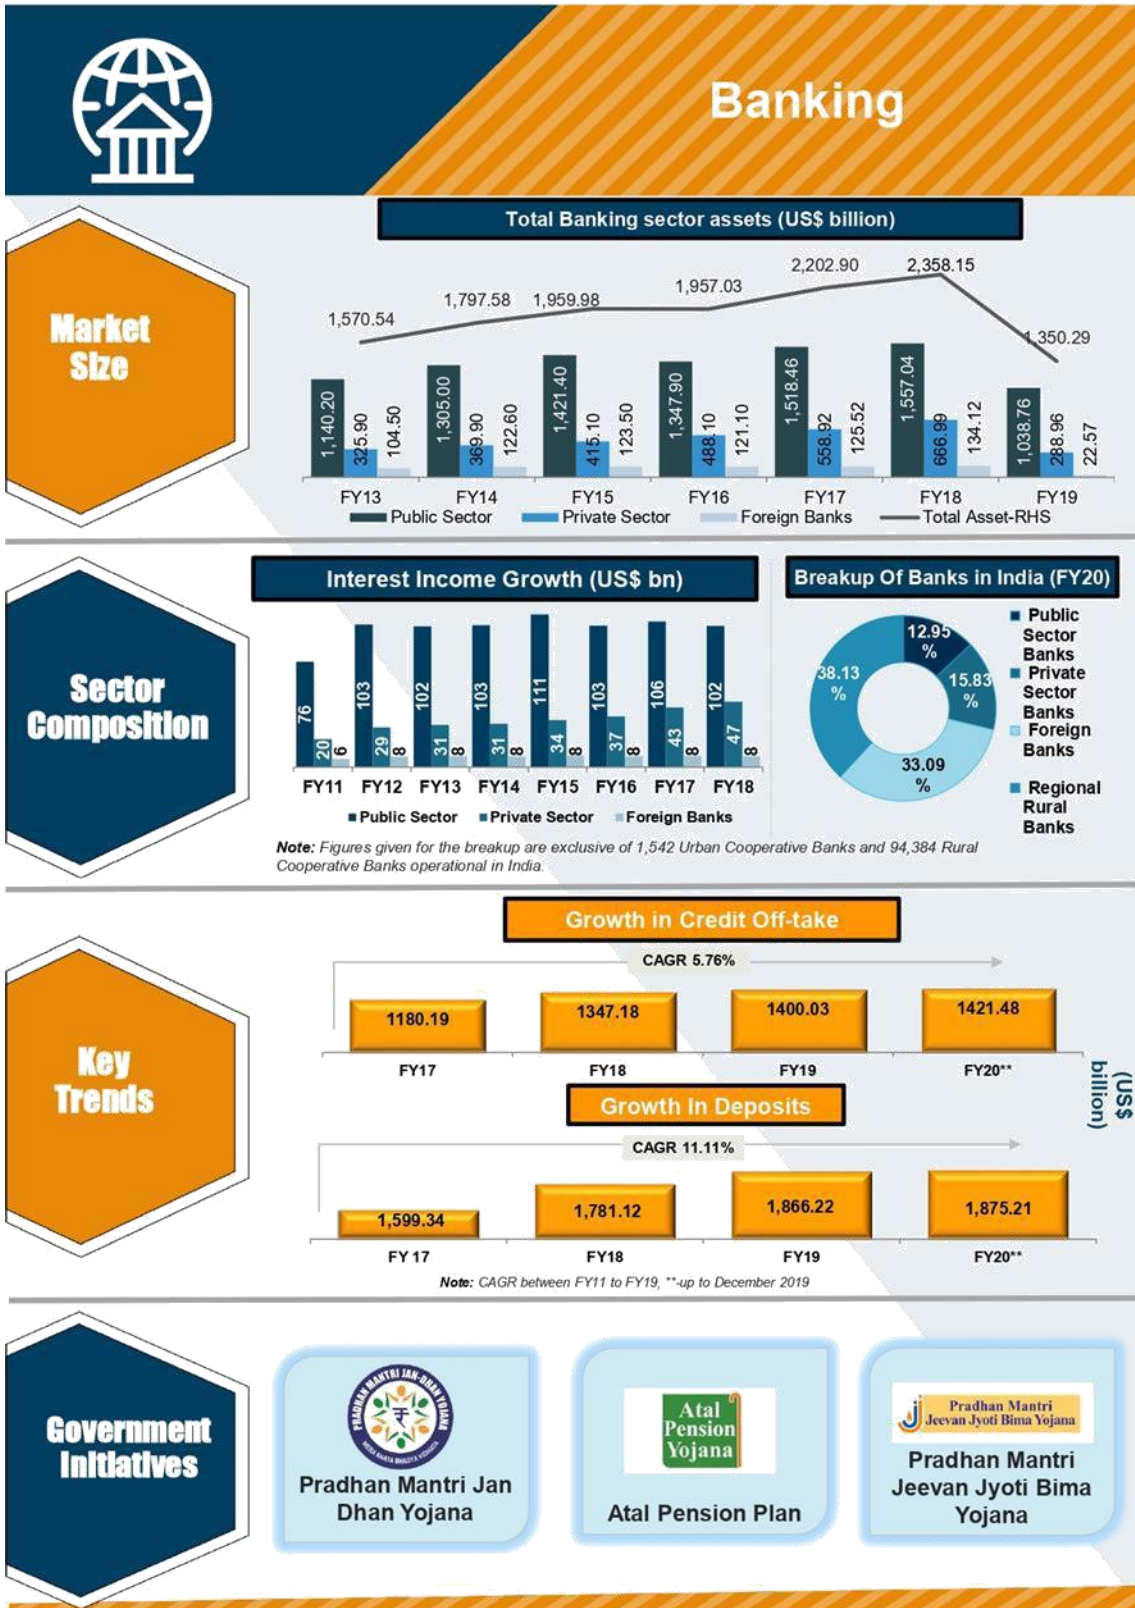 Banking
Market
Size
Total Banking sector assets (US$ billion)
1,570.54
1,797.58
1,959.98
1,957.03
2,202.90
2,358.15
1,350.29
1,140.20
325.90
104.50
1,305.00
369.90
122.60
1,421.40
415.10
123.50
1,347.90
488.10
121.10
1,518.46
558.92
125.52
1,557.04
666.99
134.12
1,038.76
288.96
22.57
FY13 FY14 FY15 FY16 FY17 FY18 FY19
Public Sector Private Sector Foreign Banks Total Asset-RHS
Sector
Composition
Interest Income Growth (US$ bn)
76
20
6
103
29
8
102
31
8
103
31
8
111
34
8
103
37
8
106
43
8
102
47
8
FY11 FY12 FY13 FY14 FY15 FY16 FY17 FY18
Public Sector Private Sector Foreign Banks
Breakup Of Banks in India (FY20)
12.95
%
15.83
%
33.09
%
38.13
%
Public
Sector
Banks
Private
Sector
Banks
Foreign
Banks
Regional
Rural
Banks
Note: Figures given for the breakup are exclusive of 1,542 Urban Cooperative Banks and 94,384 Rural
Cooperative Banks operational in India.
Key
Trends
Growth in Credit Off-take
CAGR 5.76%
1180.19 1347.18 1400.03 1421.48
FY17 FY18 FY19 FY20**
(US$
billion)
Growth In Deposits
CAGR 11.11%
1,599.34 1,781.12 1,866.22 1,875.21
FY 17 FY18 FY19 FY20**
Note: CAGR between FY11 to FY19, **-up to December 2019
Government
Initiatives
PRADHAN MANTRI JAN-DHAN YOJANA
MERA KHATA BHAGYA VIDHATA
Pradhan Mantri Jan
Dhan Yojana
Atal
Pension
Yojana
Atal Pension Plan
Pradhan Mantri
Jeevan Jyoti Bima Yojana
Pradhan Mantri
Jeevan Jyoti Bima
Yojana